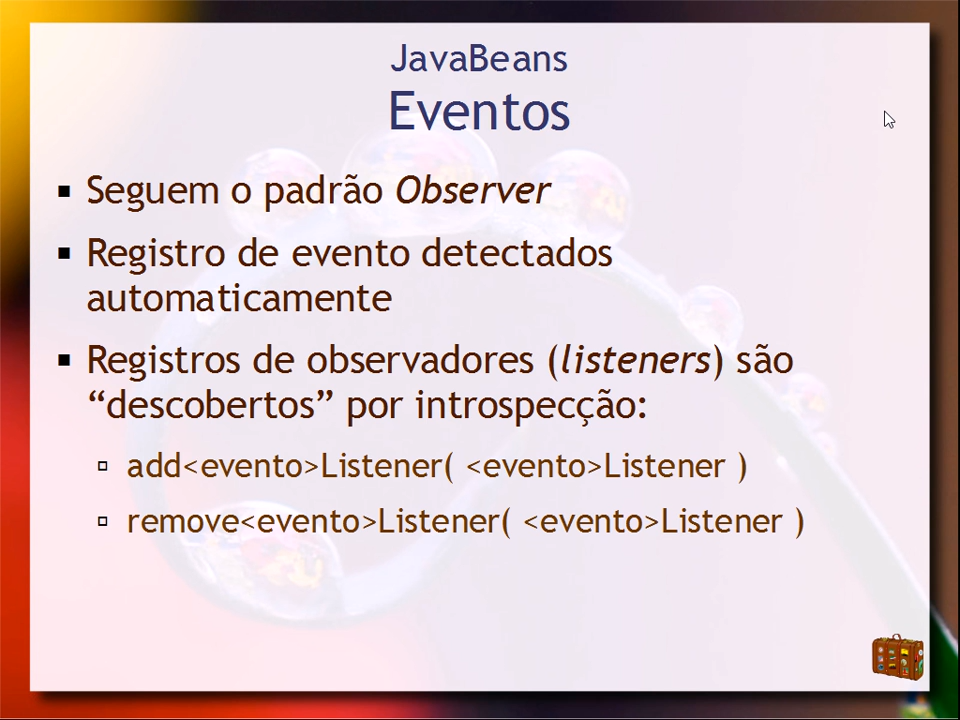 JavaBeans
Eventos
Seguem o padrão Observer
Registro de evento detectados
automaticamente
Registros de observadores (listeners) são
“descobertos” por introspecção:
add<evento>Listener( <evento>Listener )
remove<evento>Listener( <evento>Listener )